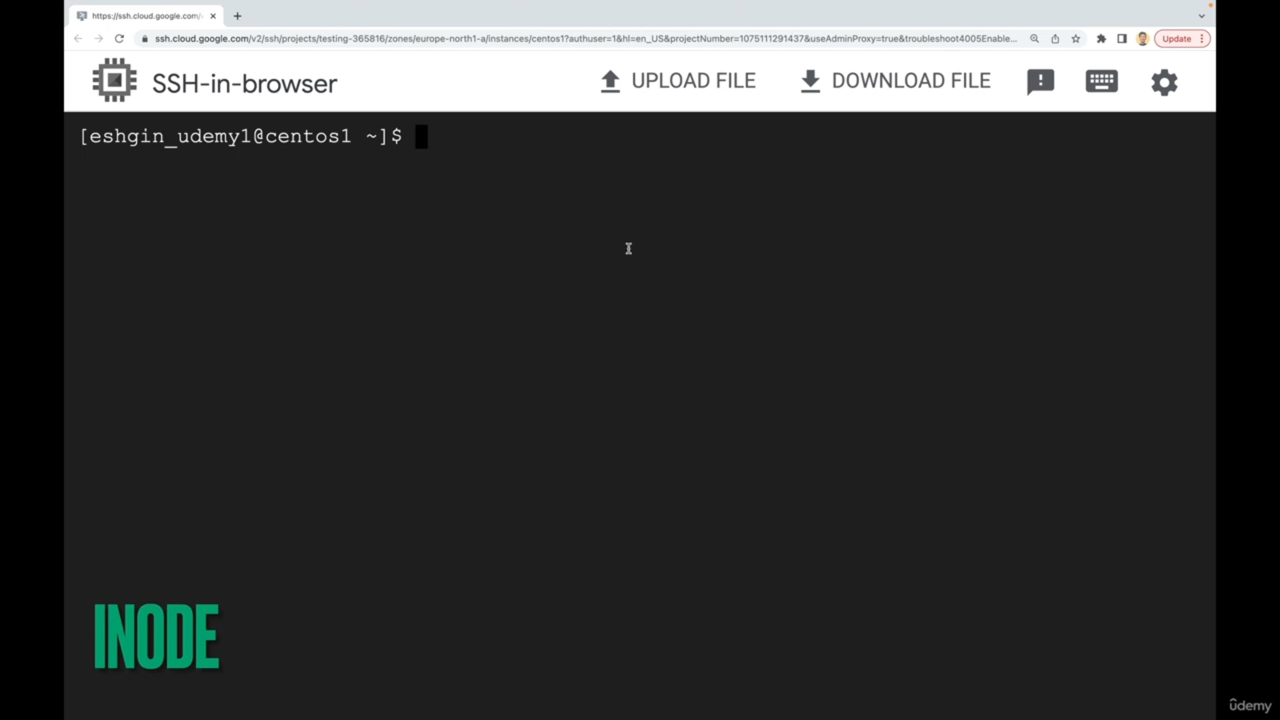 https://ssh.cloud.google.com/
ssh.cloud.google.com/v2/ssh/projects/testing-365816/zones/europe-north1-a/instances/centos1?authuser=1&hl=en_US&projectNumber=1075111291437&useAdminProxy=true&troubleshoot4005Enable...
Update
SSH-in-browser
UPLOAD FILE
DOWNLOAD FILE
[eshgin_udemy1@centos1 ~]$
INODE
ûdemy